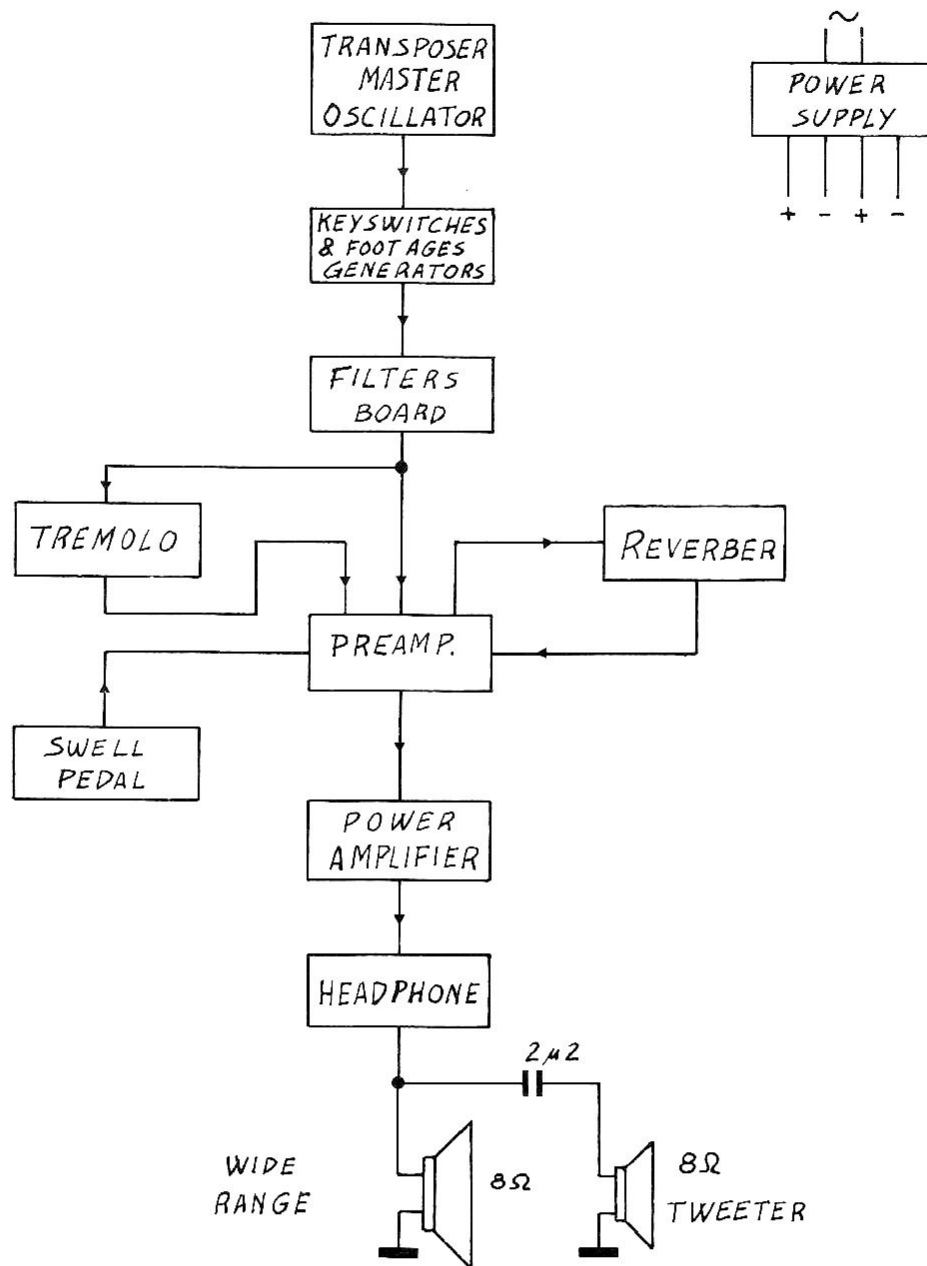 TRANSPOSER
MASTER
OSCILLATOR
~
POWER
SUPPLY
+ - + -
KEYSWITCHES
& FOOTAGES
GENERATORS
FILTERS
BOARD
TREMOLO
REVERBER
PREAMP.
SWELL
PEDAL
POWER
AMPLIFIER
HEADPHONE
2µ2
WIDE
RANGE
8Ω
8Ω
TWEETER